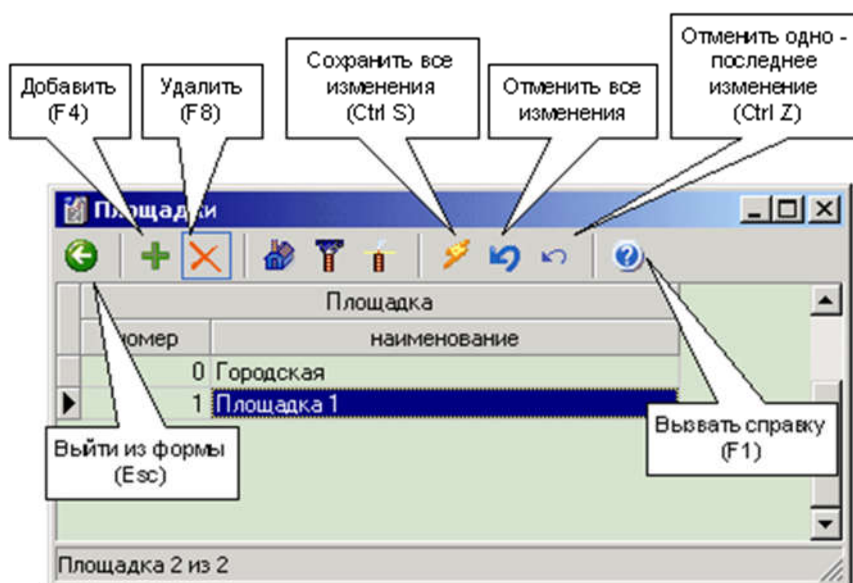 Отменить одно -
последнее
изменение
(Ctrl Z)
Сохранить все
изменения
(Ctrl S)
Добавить
(F4)
Удалить
(F8)
Отменить все
изменения
Площадки
Площадка
номер наименование
0 Городская
1 Площадка 1
Выйти из формы
(Esc)
Вызвать справку
(F1)
Площадка 2 из 2